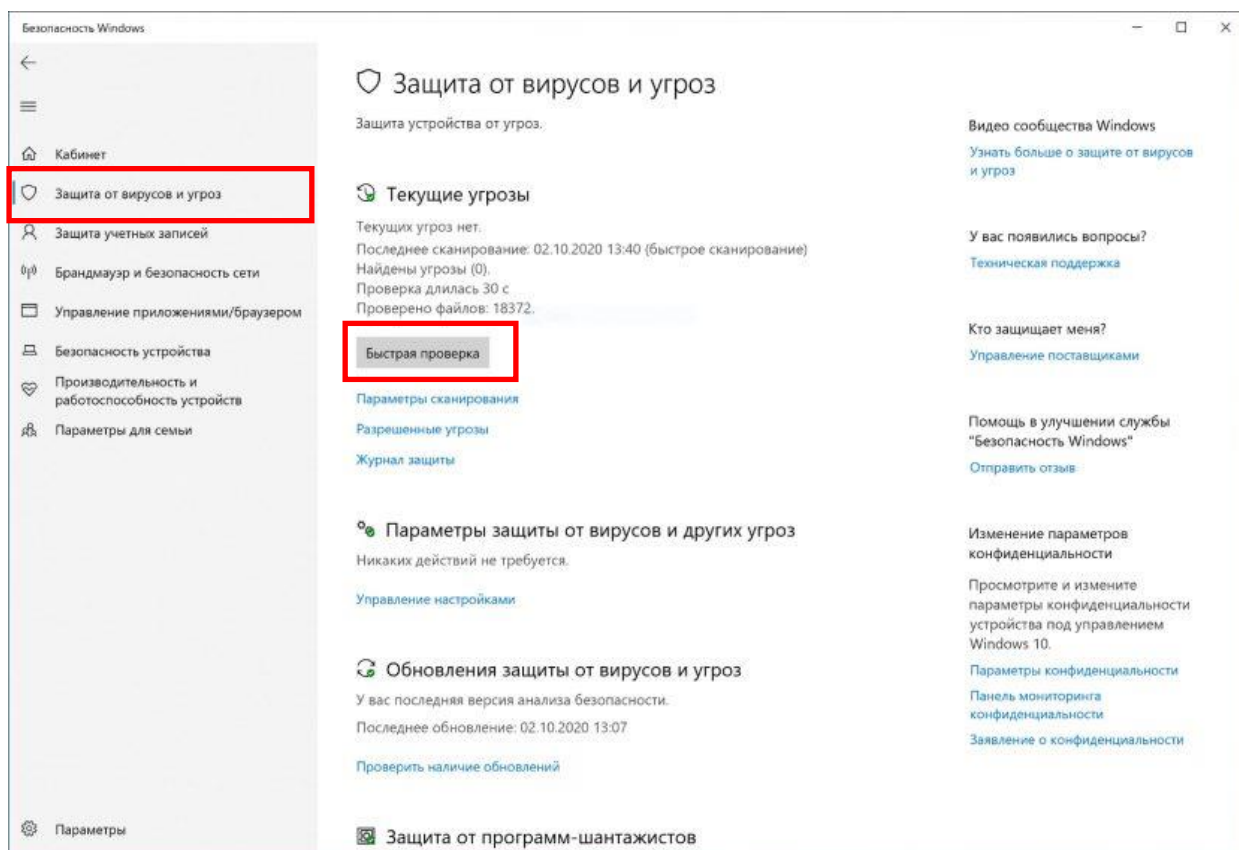 Безопасность Windows
Кабинет
Защита от вирусов и угроз
Защита учетных записей
Брандмауэр и безопасность сети
Управление приложениями/браузером
Безопасность устройства
Производительность и
работоспособность устройств
Параметры для семьи
Параметры
Защита от вирусов и угроз
Защита устройства от угроз.
Текущие угрозы
Текущих угроз нет.
Последнее сканирование: 02.10.2020 13:40 (быстрое сканирование)
Найдены угрозы (0).
Проверка длилась 30 с
Проверено файлов: 18372.
Быстрая проверка
Параметры сканирования
Разрешенные угрозы
Журнал защиты
Параметры защиты от вирусов и других угроз
Никаких действий не требуется.
Управление настройками
Обновления защиты от вирусов и угроз
У вас последняя версия анализа безопасности.
Последнее обновление: 02.10.2020 13:07
Проверить наличие обновлений
Защита от программ-шантажистов
Видео сообщества Windows
Узнать больше о защите от вирусов
и угроз
У вас появились вопросы?
Техническая поддержка
Кто защищает меня?
Управление поставщиками
Помощь в улучшении службы
"Безопасность Windows"
Отправить отзыв
Изменение параметров
конфиденциальности
Просмотрите и измените
параметры конфиденциальности
устройства под управлением
Windows 10.
Параметры конфиденциальности
Панель мониторинга
конфиденциальности
Заявление о конфиденциальности